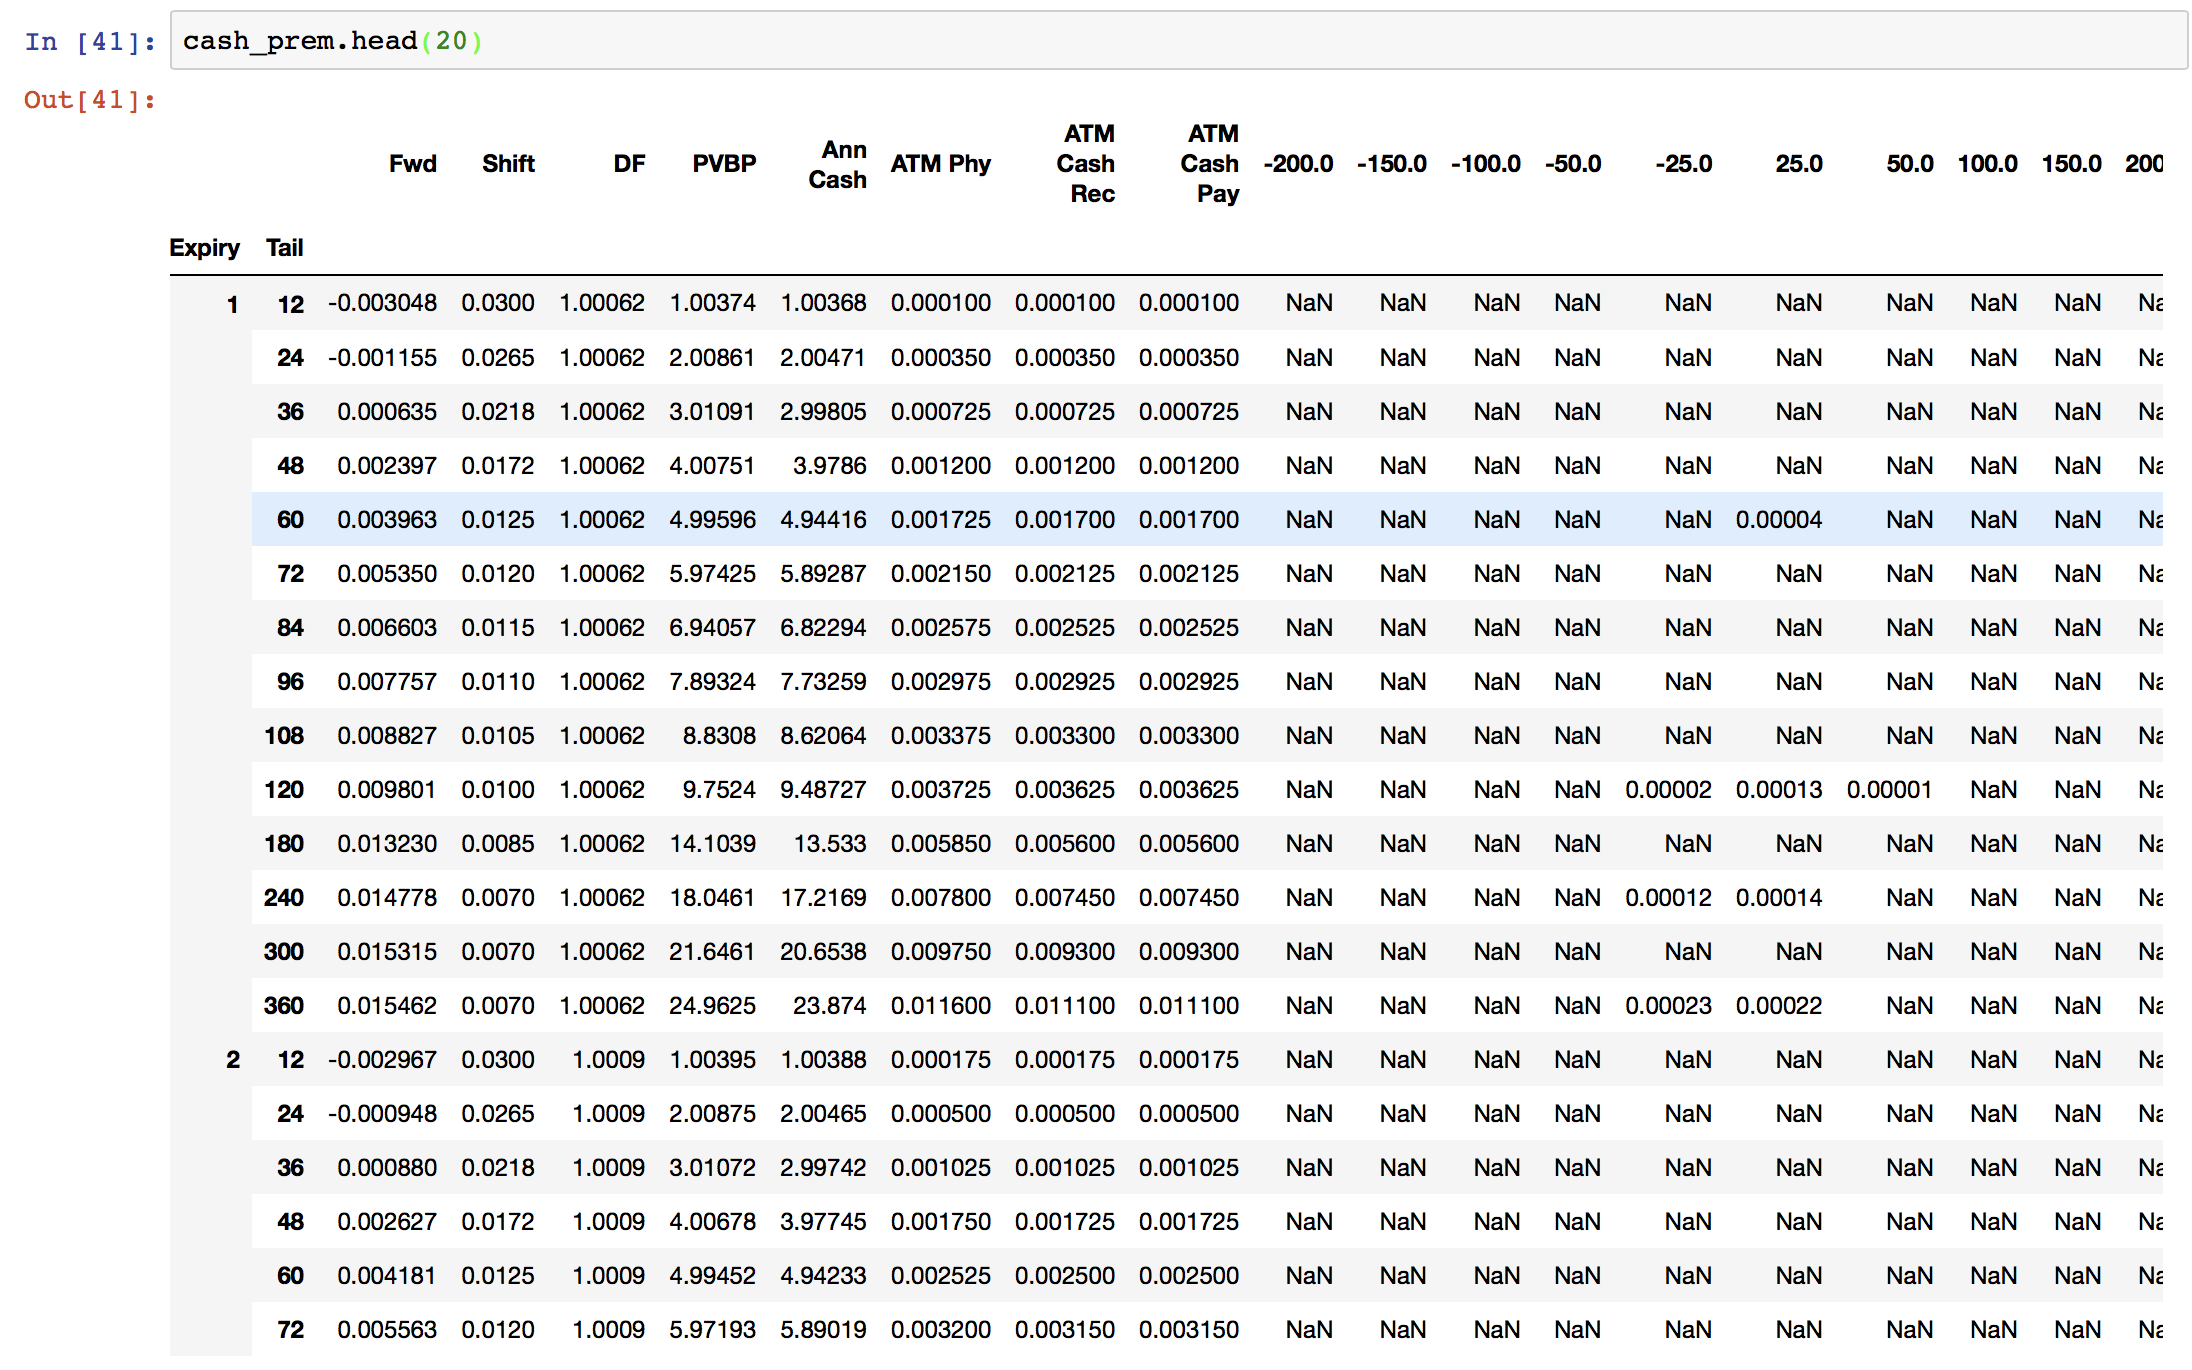 In [41]: cash_prem.head(20)
Out[41]:
Fwd Shift DF PVBP Ann Cash ATM Phy ATM Cash Rec ATM Cash Pay -200.0 -150.0 -100.0 -50.0 -25.0 25.0 50.0 100.0 150.0 200
Expiry Tail
1 12 -0.003048 0.0300 1.00062 1.00374 1.00368 0.000100 0.000100 0.000100 NaN NaN NaN NaN NaN NaN NaN NaN NaN Na
24 -0.001155 0.0265 1.00062 2.00861 2.00471 0.000350 0.000350 0.000350 NaN NaN NaN NaN NaN NaN NaN NaN NaN Na
36 0.000635 0.0218 1.00062 3.01091 2.99805 0.000725 0.000725 0.000725 NaN NaN NaN NaN NaN NaN NaN NaN NaN Na
48 0.002397 0.0172 1.00062 4.00751 3.9786 0.001200 0.001200 0.001200 NaN NaN NaN NaN NaN NaN NaN NaN NaN Na
60 0.003963 0.0125 1.00062 4.99596 4.94416 0.001725 0.001700 0.001700 NaN NaN NaN NaN NaN 0.00004 NaN NaN NaN Na
72 0.005350 0.0120 1.00062 5.97425 5.89287 0.002150 0.002125 0.002125 NaN NaN NaN NaN NaN NaN NaN NaN NaN Na
84 0.006603 0.0115 1.00062 6.94057 6.82294 0.002575 0.002525 0.002525 NaN NaN NaN NaN NaN NaN NaN NaN NaN Na
96 0.007757 0.0110 1.00062 7.89324 7.73259 0.002975 0.002925 0.002925 NaN NaN NaN NaN NaN NaN NaN NaN NaN Na
108 0.008827 0.0105 1.00062 8.8308 8.62064 0.003375 0.003300 0.003300 NaN NaN NaN NaN NaN NaN NaN NaN NaN Na
120 0.009801 0.0100 1.00062 9.7524 9.48727 0.003725 0.003625 0.003625 NaN NaN NaN NaN 0.00002 0.00013 0.00001 NaN NaN Na
180 0.013230 0.0085 1.00062 14.1039 13.533 0.005850 0.005600 0.005600 NaN NaN NaN NaN NaN NaN NaN NaN NaN Na
240 0.014778 0.0070 1.00062 18.0461 17.2169 0.007800 0.007450 0.007450 NaN NaN NaN NaN 0.00012 0.00014 NaN NaN NaN Na
300 0.015315 0.0070 1.00062 21.6461 20.6538 0.009750 0.009300 0.009300 NaN NaN NaN NaN NaN NaN NaN NaN NaN Na
360 0.015462 0.0070 1.00062 24.9625 23.874 0.011600 0.011100 0.011100 NaN NaN NaN NaN 0.00023 0.00022 NaN NaN NaN Na
2 12 -0.002967 0.0300 1.0009 1.00395 1.00388 0.000175 0.000175 0.000175 NaN NaN NaN NaN NaN NaN NaN NaN NaN Na
24 -0.000948 0.0265 1.0009 2.00875 2.00465 0.000500 0.000500 0.000500 NaN NaN NaN NaN NaN NaN NaN NaN NaN Na
36 0.000880 0.0218 1.0009 3.01072 2.99742 0.001025 0.001025 0.001025 NaN NaN NaN NaN NaN NaN NaN NaN NaN Na
48 0.002627 0.0172 1.0009 4.00678 3.97745 0.001750 0.001725 0.001725 NaN NaN NaN NaN NaN NaN NaN NaN NaN Na
60 0.004181 0.0125 1.0009 4.99452 4.94233 0.002525 0.002500 0.002500 NaN NaN NaN NaN NaN NaN NaN NaN NaN Na
72 0.005563 0.0120 1.0009 5.97193 5.89019 0.003200 0.003150 0.003150 NaN NaN NaN NaN NaN NaN NaN NaN NaN Na